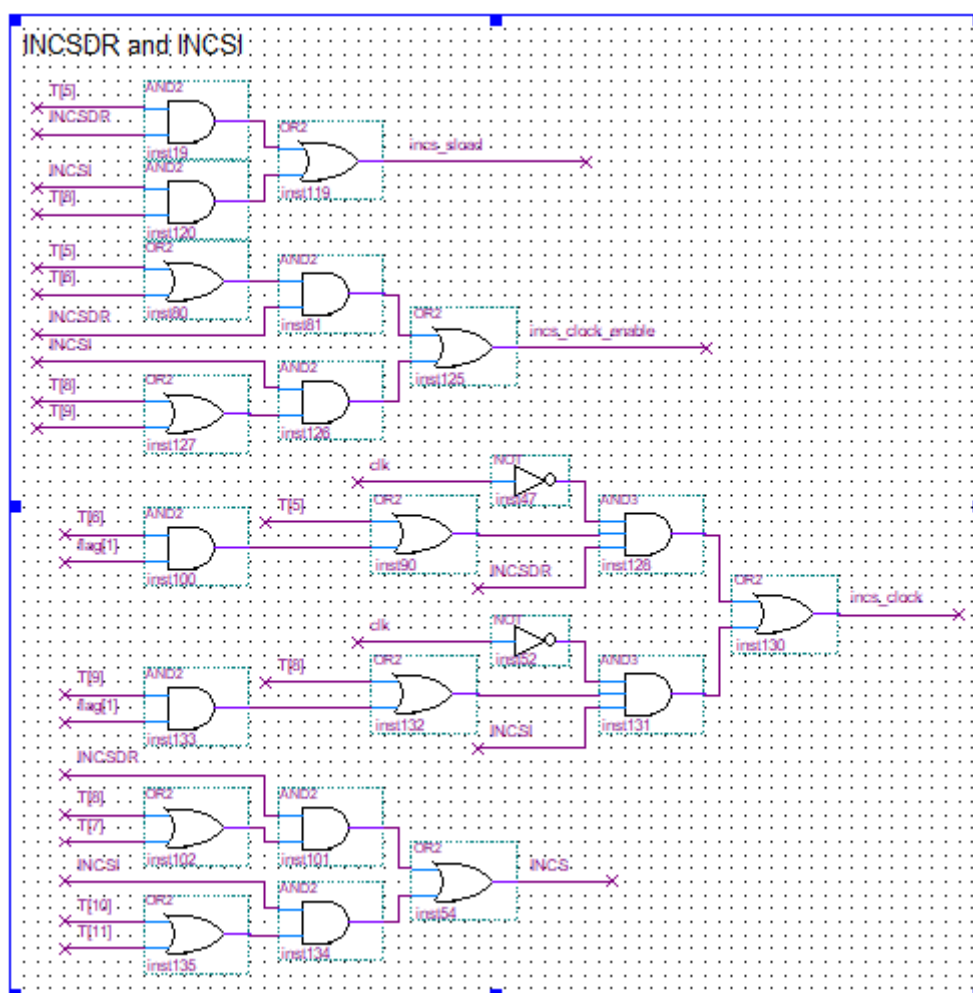 INCSDR and INCSI
T[5]
AND2
INCSDR
inst19
OR2
incs_sload
inst119
INCSI
AND2
T[8]
inst120
T[5]
OR2
T[6]
inst80
AND2
INCSDR
inst81
INCSI
OR2
incs_clock_enable
inst125
AND2
T[8]
OR2
T[9]
inst127
inst126
clk
NOT
inst47
T[6]
AND2
flag[1]
inst100
T[5]
OR2
inst90
AND3
INCSDR
inst128
OR2
incs_clock
inst130
clk
NOT
inst52
T[9]
AND2
flag[1]
inst133
T[8]
OR2
inst132
AND3
INCSI
inst131
INCSDR
T[8]
OR2
T[7]
inst102
AND2
inst101
INCSI
OR2
INCS
inst54
AND2
T[10]
OR2
T[11]
inst135
inst134